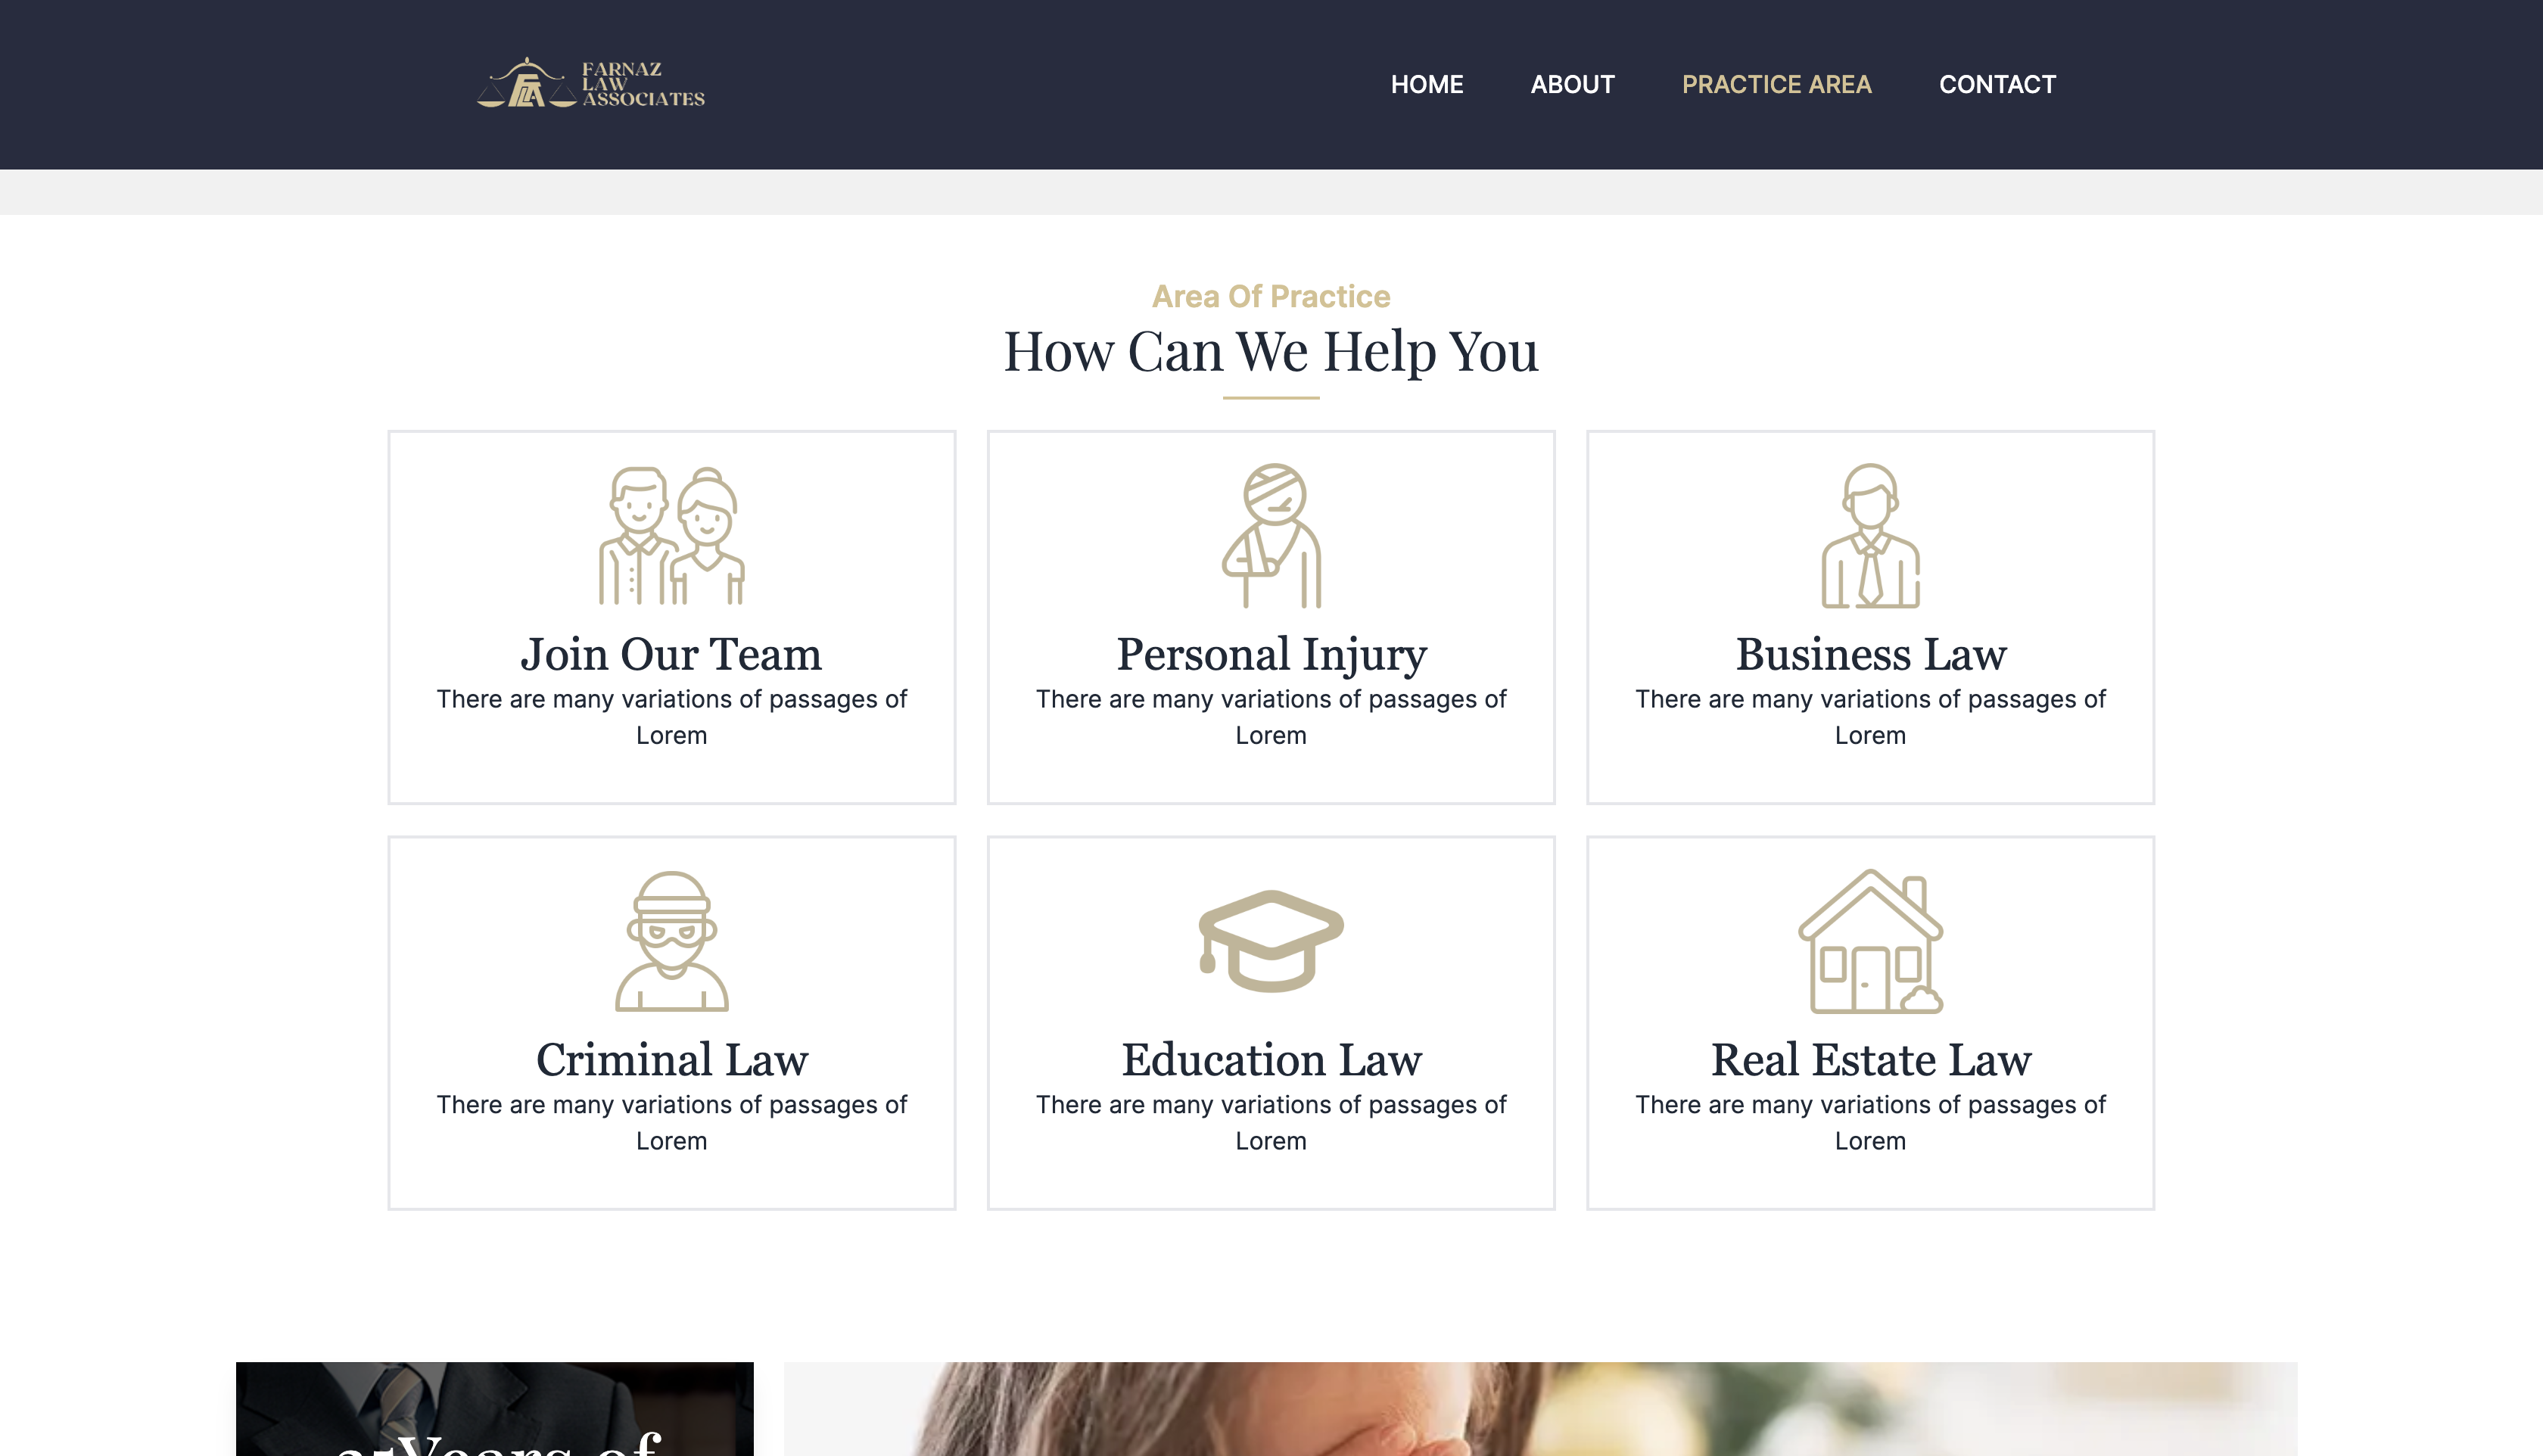 FARNAZ
LAW
ASSOCIATES
HOME ABOUT PRACTICE AREA CONTACT
Area Of Practice
How Can We Help You
Join Our Team
There are many variations of passages of
Lorem
Personal Injury
There are many variations of passages of
Lorem
Business Law
There are many variations of passages of
Lorem
Criminal Law
There are many variations of passages of
Lorem
Education Law
There are many variations of passages of
Lorem
Real Estate Law
There are many variations of passages of
Lorem
Years of